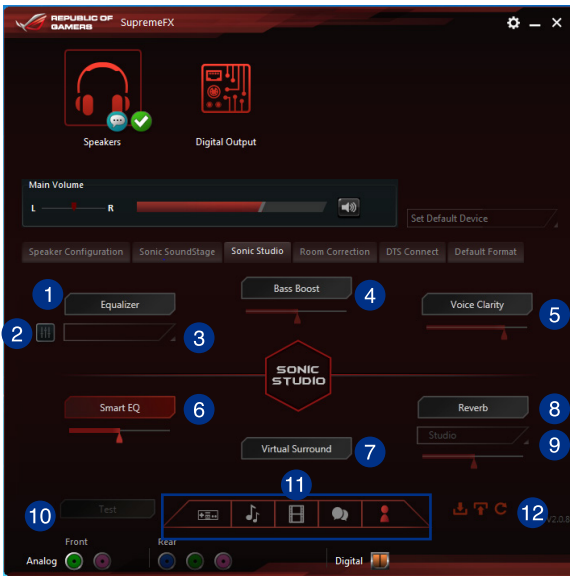 REPUBLIC OF
GAMERS
SupremeFX
Speakers
Digital Output
Main Volume
L
R
Set Default Device
Speaker Configuration
Sonic SoundStage
Sonic Studio
Room Correction
DTS Connect
Default Format
1
Equalizer
Bass Boost
4
Voice Clarity
5
2
3
SONIC
STUDIO
Smart EQ
6
Reverb
8
Virtual Surround
7
Studio
9
11
10
Test
12
V2.0.8
Front
Rear
Analog
Digital